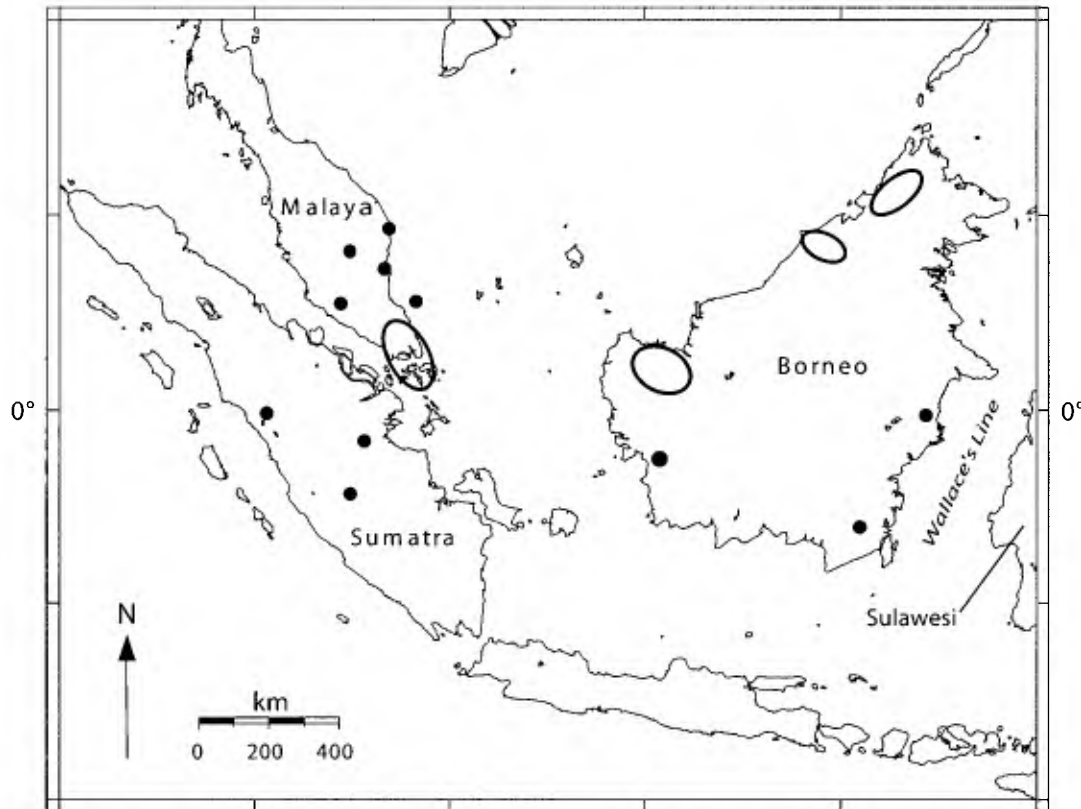 Malaya
Borneo
0°
0°
Wallace's Line
Sumatra
Sulawesi
N
km
0 200 400